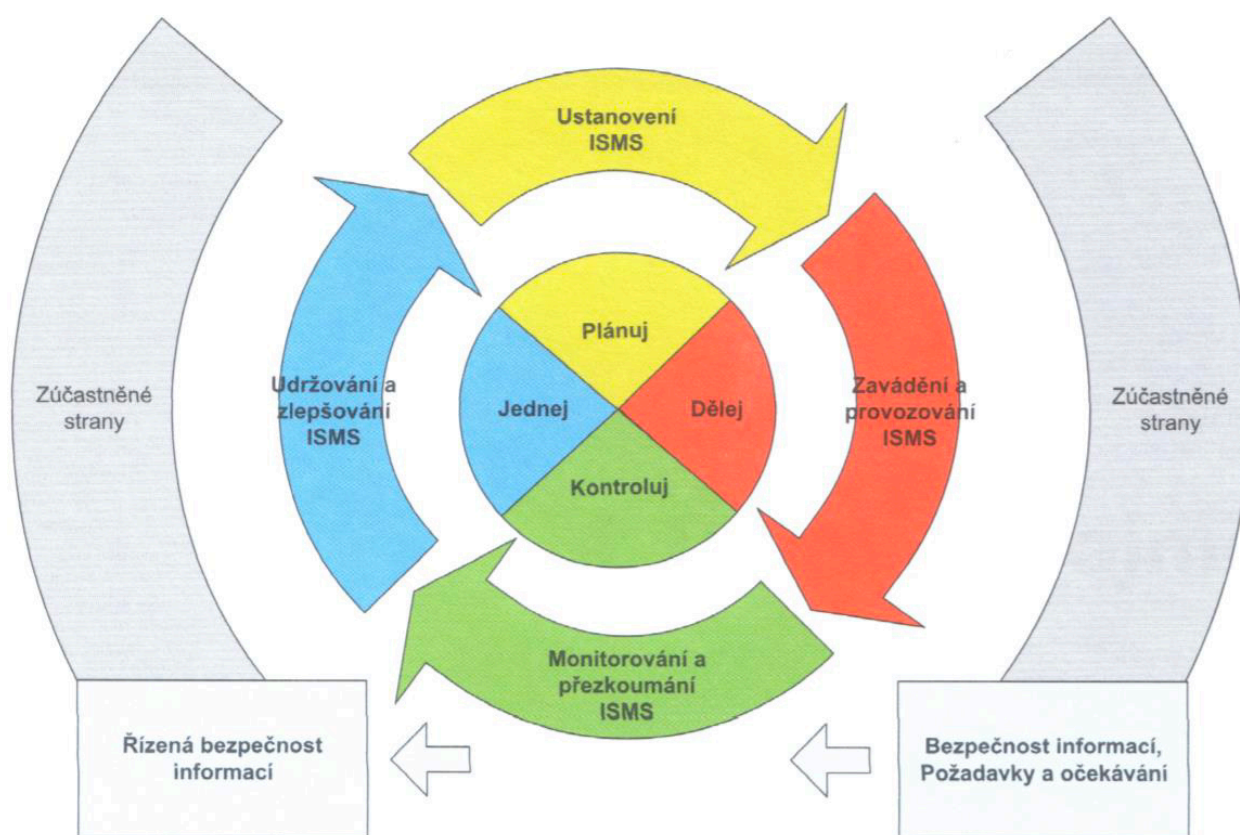 Ustanovení
ISMS
Plánuj
Zúčastněné
strany
Udržování a
zlepšování
ISMS
Jednej
Dělej
Zavádění a
provozování
ISMS
Zúčastněné
strany
Kontroluj
Monitorování a
přezkoumání
ISMS
Řízená bezpečnost
informací
Bezpečnost informací,
Požadavky a očekávání